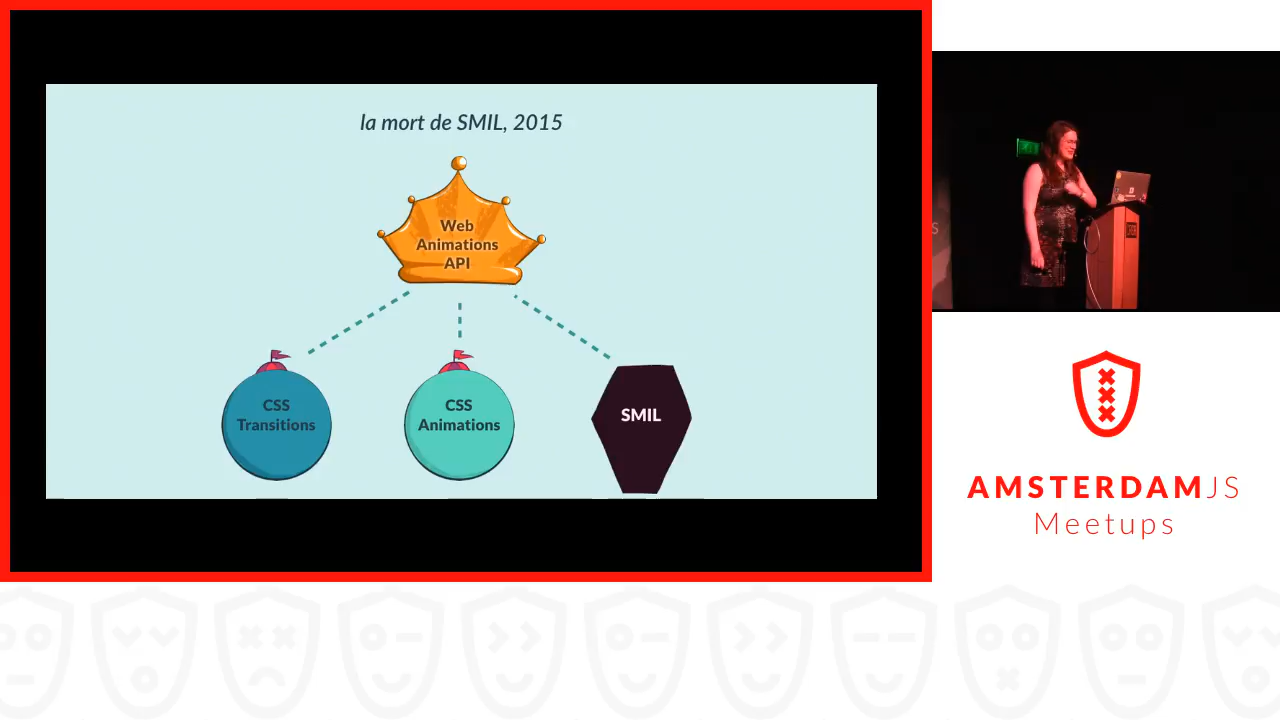 la mort de SMIL, 2015
Web
Animations
API
CSS
Transitions
CSS
Animations
SMIL
AMSTERDAMJS
Meetups